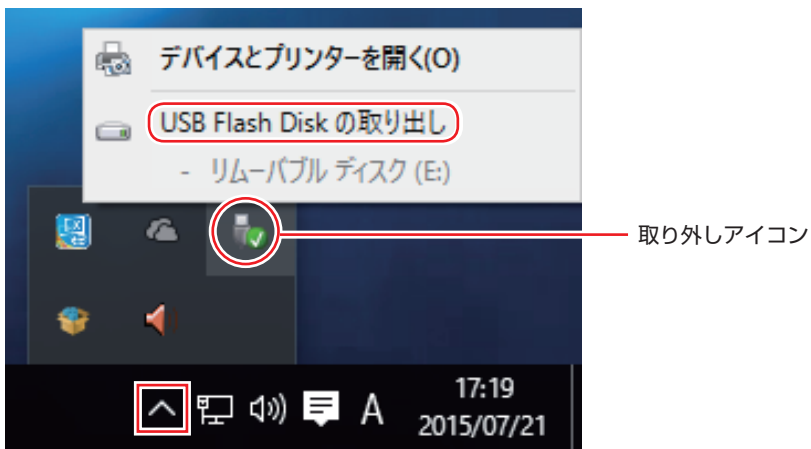 デバイスとプリンターを開く(O)
USB Flash Disk の取り出し
- リムーバブル ディスク (E:)
取り外しアイコン
A
17:19
2015/07/21